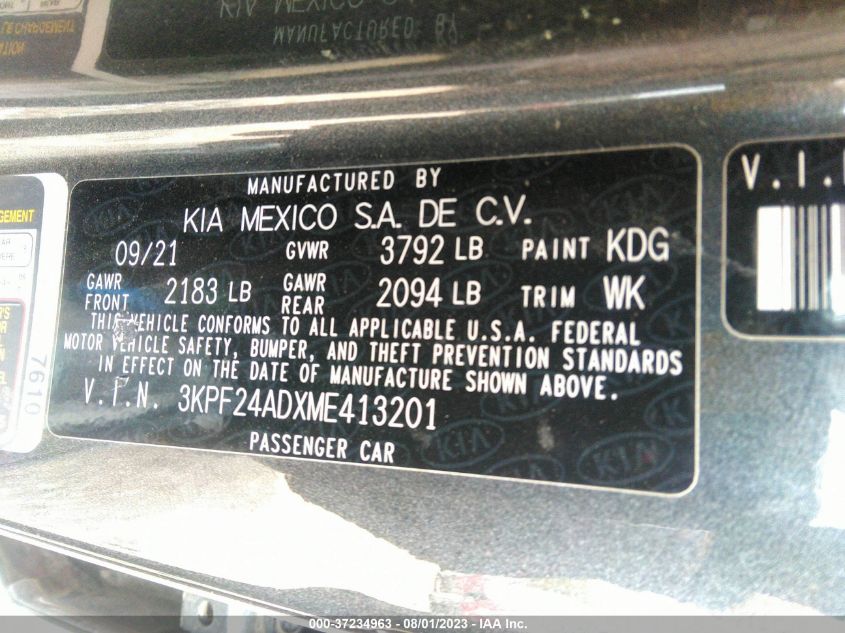 MANUFACTURED BY
KIA MEXICO S.A. DE C.V.
09/21 GVWR 3792 LB PAINT KDG
GAWR FRONT 2183 LB GAWR REAR 2094 LB TRIM WK
THIS VEHICLE CONFORMS TO ALL APPLICABLE U.S.A. FEDERAL
MOTOR VEHICLE SAFETY, BUMPER, AND THEFT PREVENTION STANDARDS
IN EFFECT ON THE DATE OF MANUFACTURE SHOWN ABOVE.
V.I.N. 3KPF24ADXME413201
PASSENGER CAR
7610
V.I.
000-37234963 - 08/01/2023 - IAA Inc.